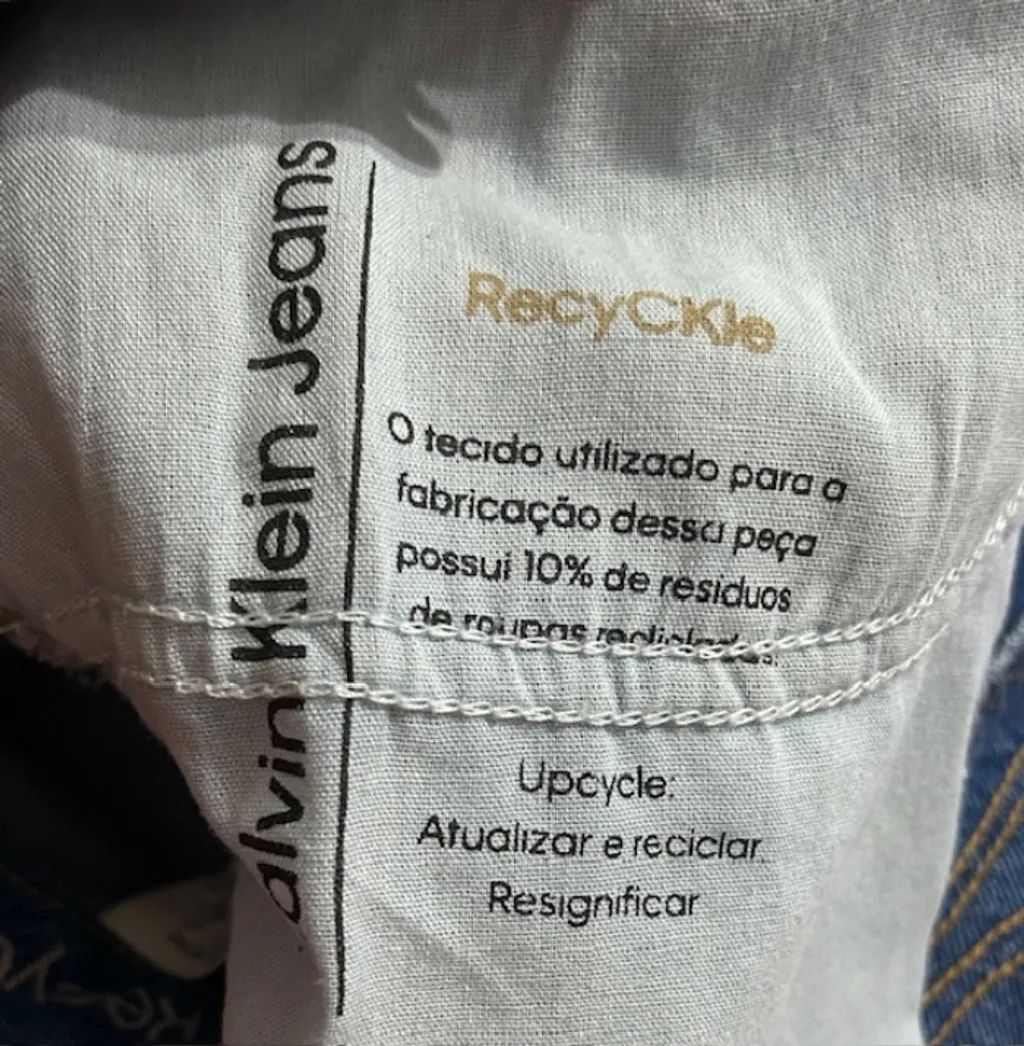 alvin Klein Jeans
RecyCKle
O tecido utilizado para a
fabricação dessa peça
possui 10% de resíduos
de roupas
Upcycle:
Atualizar e reciclar.
Resignificar